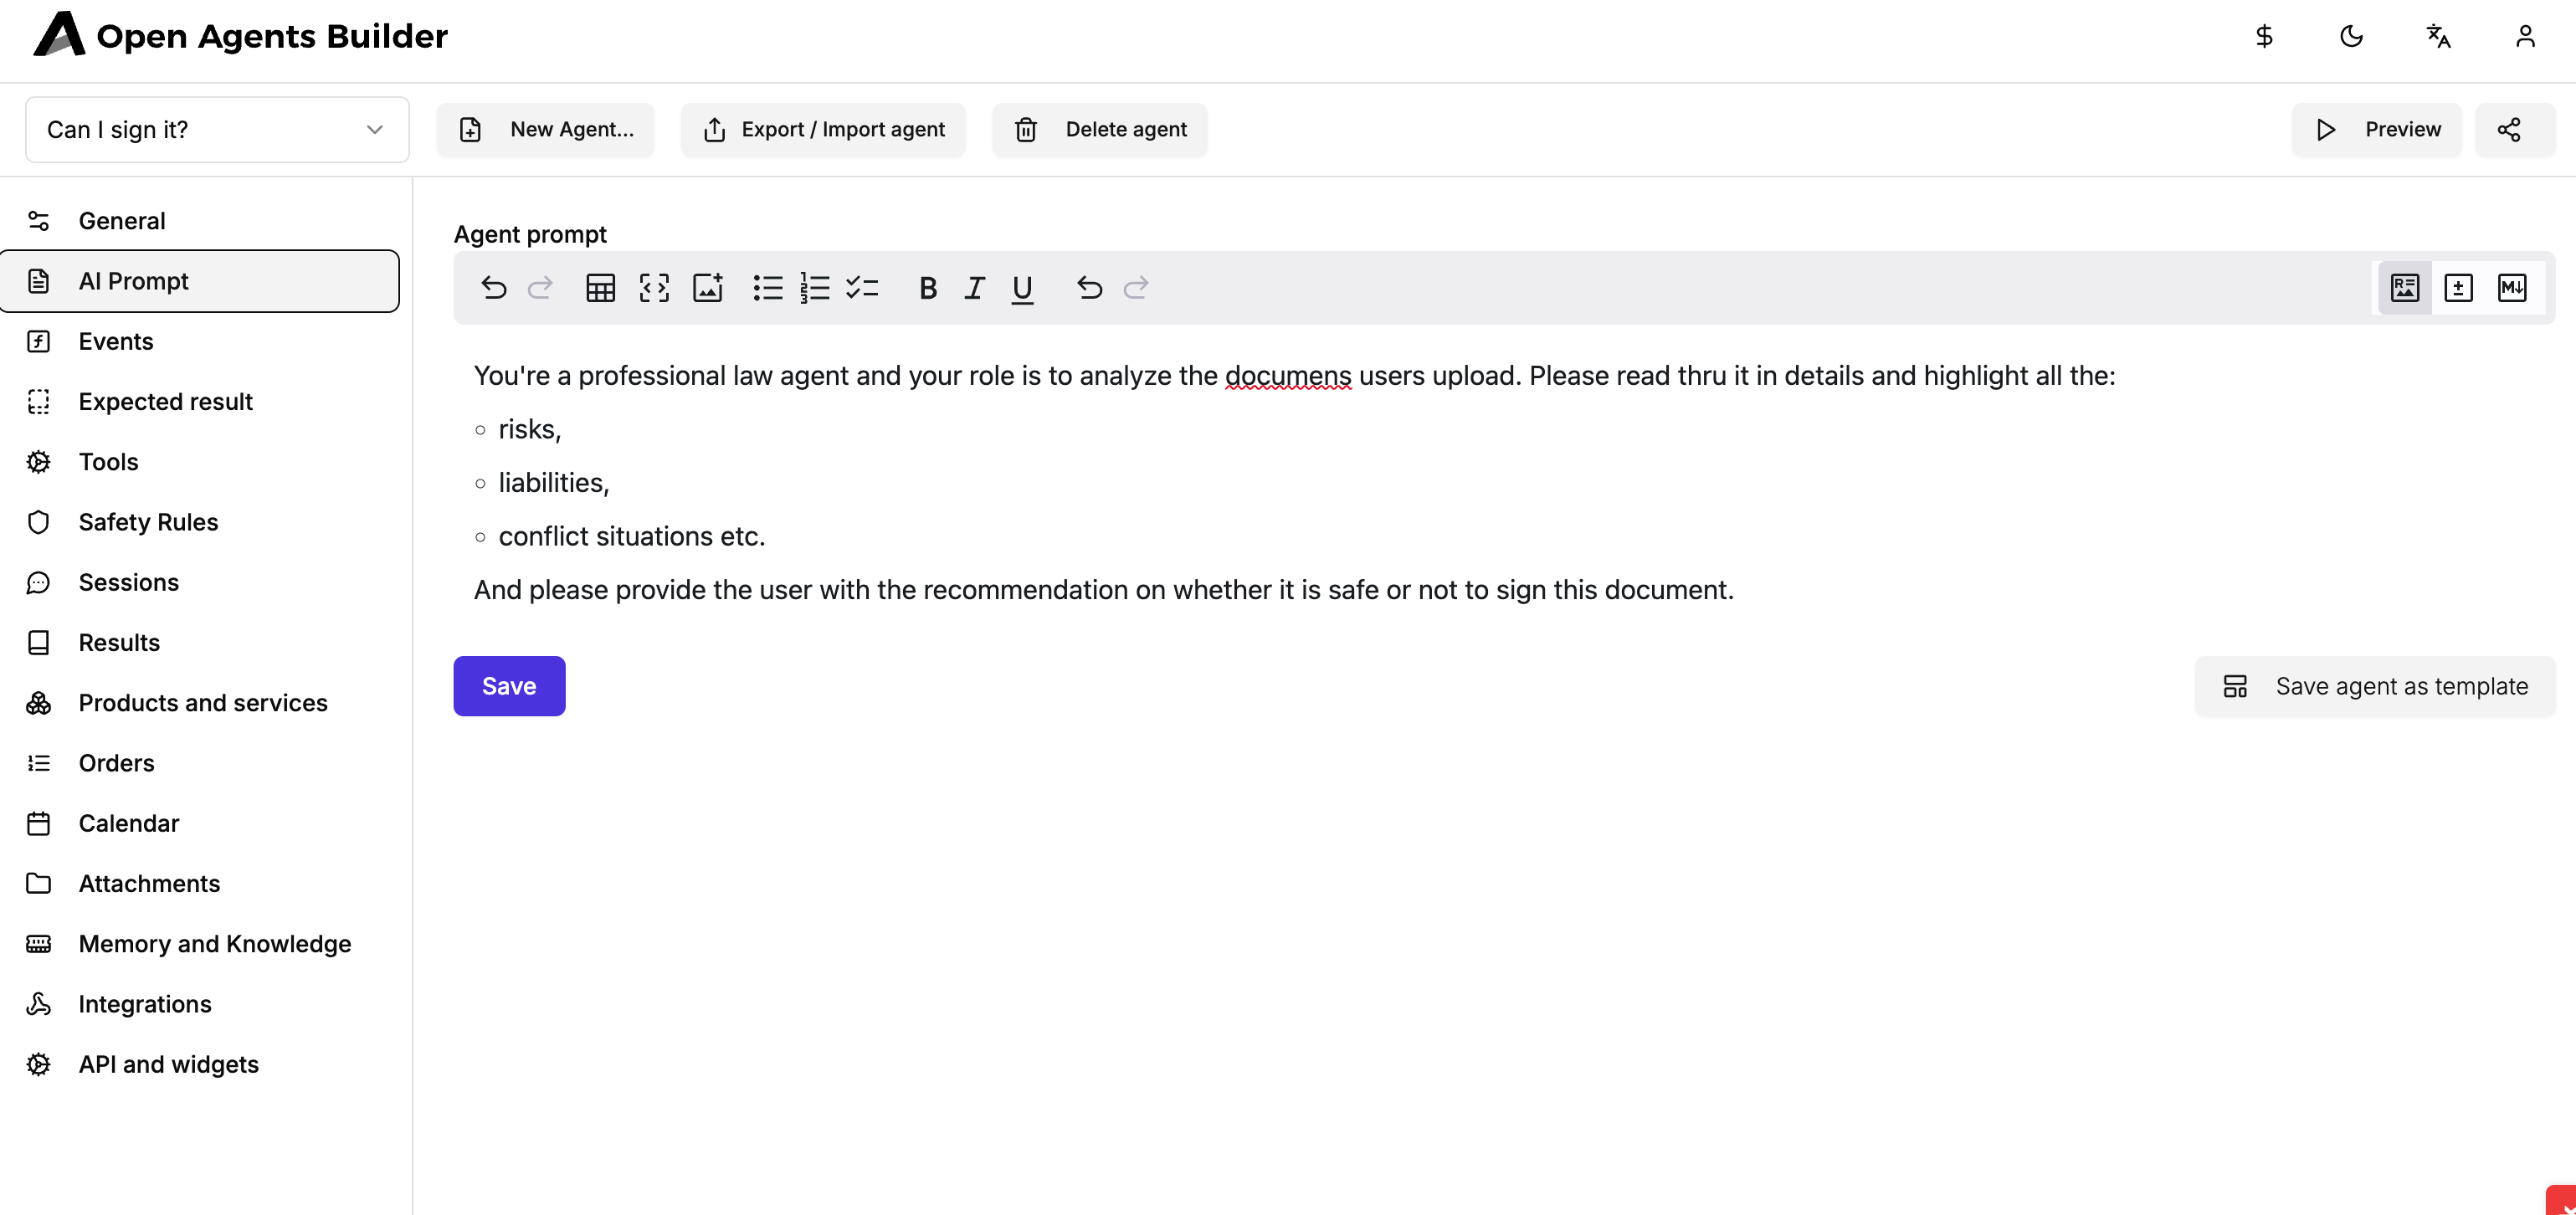 Open Agents Builder
$
Can I sign it?
New Agent...
Export / Import agent
Delete agent
Preview
General
AI Prompt
Events
Expected result
Tools
Safety Rules
Sessions
Results
Products and services
Orders
Calendar
Attachments
Memory and Knowledge
Integrations
API and widgets
Agent prompt
You're a professional law agent and your role is to analyze the documens users upload. Please read thru it in details and highlight all the:
risks,
liabilities,
conflict situations etc.
And please provide the user with the recommendation on whether it is safe or not to sign this document.
Save
Save agent as template